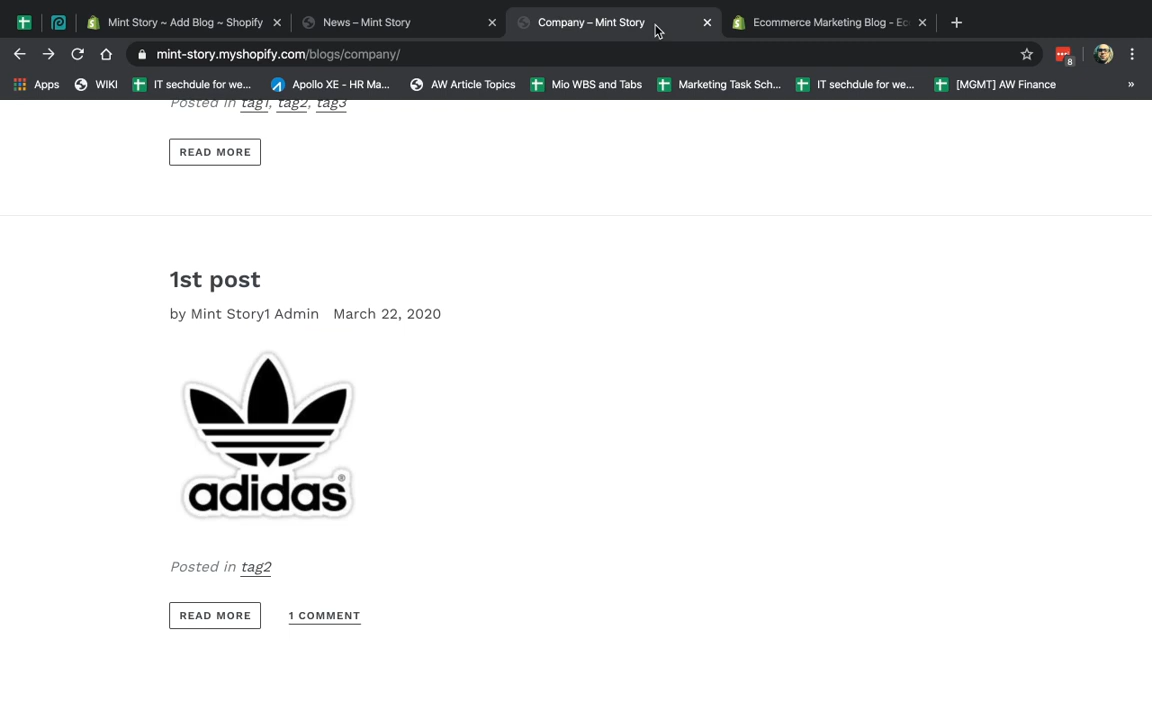 Mint Story ~ Add Blog ~ Shopify
News – Mint Story
Company – Mint Story
Ecommerce Marketing Blog - Ec
mint-story.myshopify.com/blogs/company/
8
Apps
WIKI
IT sechdule for we...
Apollo XE - HR Ma...
AW Article Topics
Mio WBS and Tabs
Marketing Task Sch...
IT sechdule for we...
[MGMT] AW Finance
»
Posted in tag1, tag2, tag3
READ MORE
1st post
by Mint Story1 Admin March 22, 2020
adidas®
Posted in tag2
READ MORE
1 COMMENT